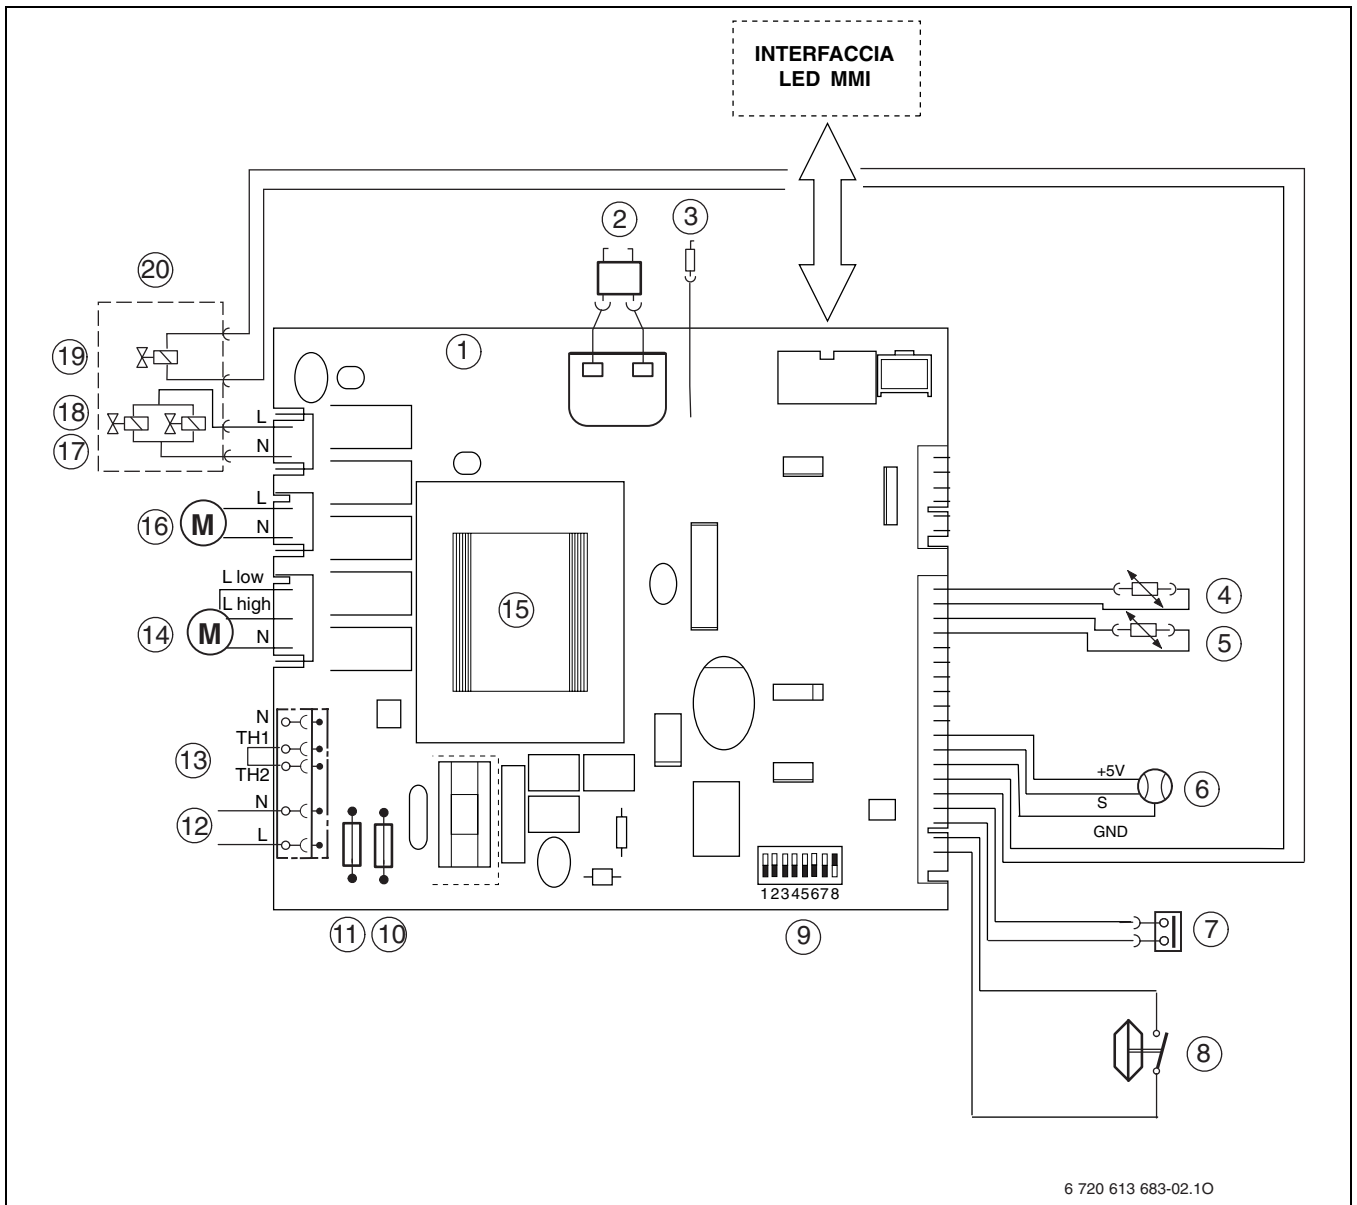 INTERFACCIA
LED MMI
2
3
20
1
19
18
L
17
N
L
16
M
N
L low
L high
4
15
14
M
N
5
N
TH1
13
TH2
+5V
6
N
S
12
L
GND
12345678
11
10
9
7
8
6 720 613 683-02.1O